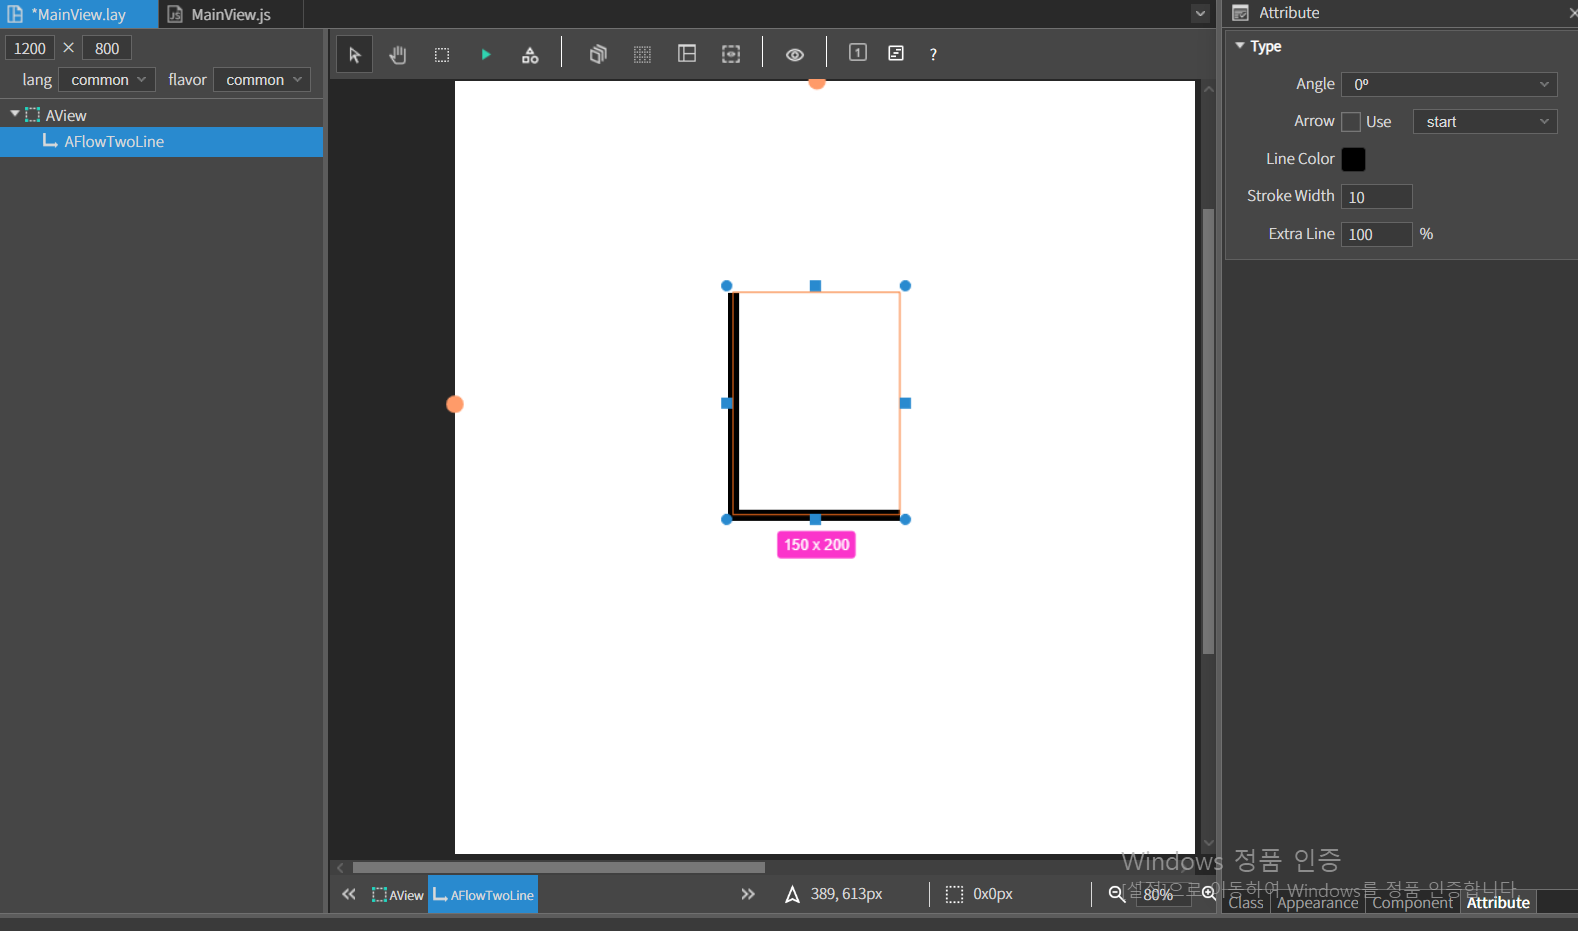 *MainView.lay
MainView.js
Attribute
1200 × 800
lang common flavor common
AView
AFlowTwoLine
1
?
Type
Angle 0º
Arrow Use start
Line Color
Stroke Width 10
Extra Line 100 %
150 x 200
Windows 정품 인증
[설정]으로 이동하여 Windows를 정품 인증합니다.
AView AFlowTwoLine
389, 613px
0x0px
80%
Class Appearance Component Attribute